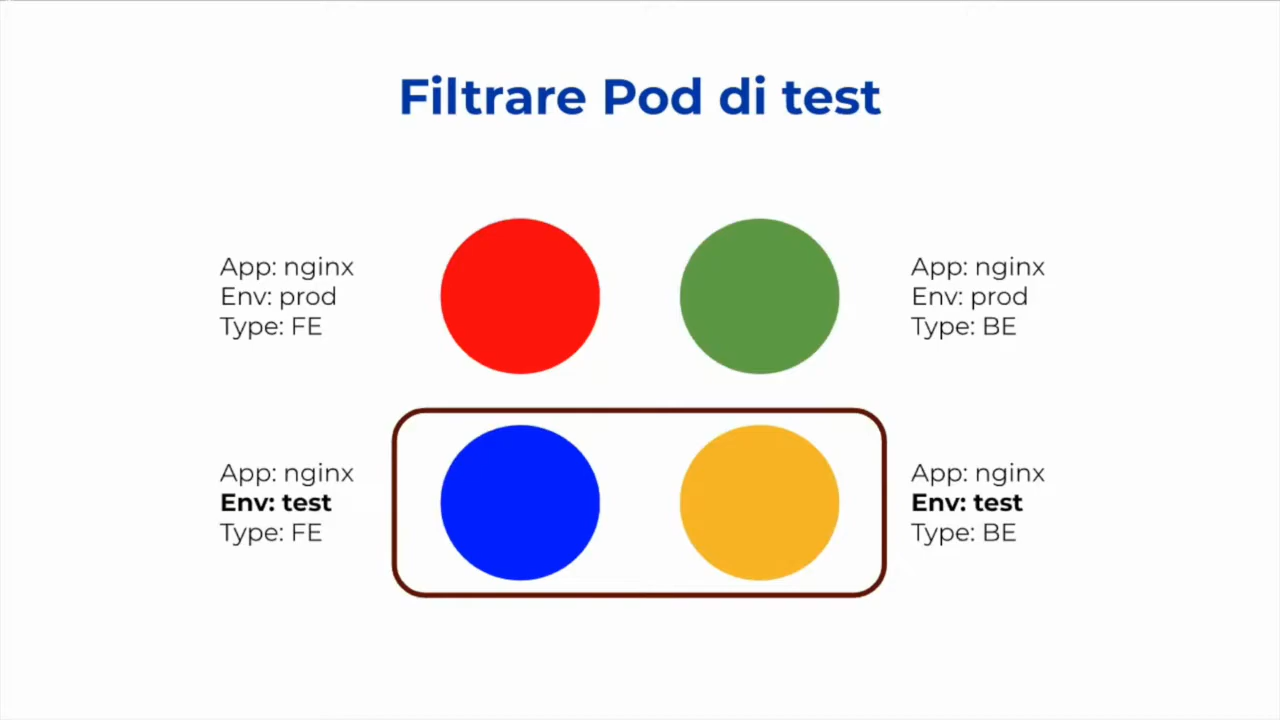 Filtrare Pod di test
App: nginx
Env: prod
Type: FE
App: nginx
Env: prod
Type: BE
App: nginx
Env: test
Type: FE
App: nginx
Env: test
Type: BE